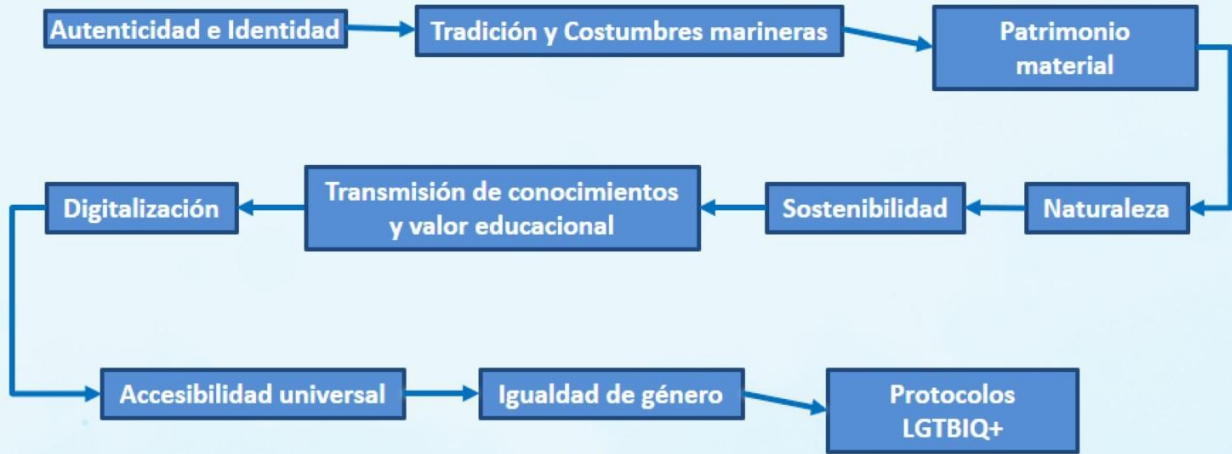 Autenticidad e Identidad
Tradición y Costumbres marineras
Patrimonio
material
Naturaleza
Sostenibilidad
Transmisión de conocimientos
y valor educacional
Digitalización
Accesibilidad universal
Igualdad de género
Protocolos
LGTBIQ+